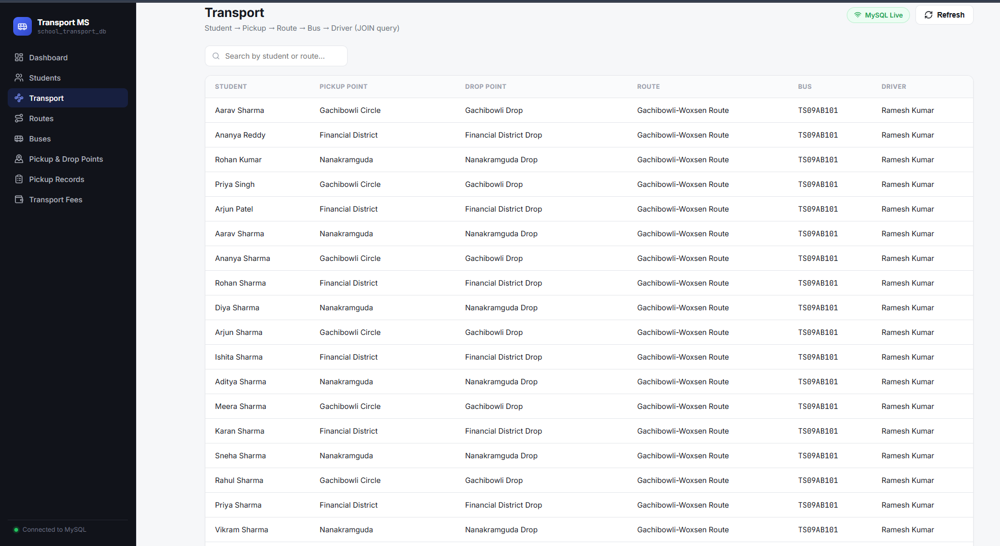 Transport MS
school_transport_db
Dashboard
Students
Transport
Routes
Buses
Pickup & Drop Points
Pickup Records
Transport Fees
Connected to MySQL
Transport
Student → Pickup → Route → Bus → Driver (JOIN query)
MySQL Live
Refresh
Search by student or route...
STUDENT PICKUP POINT DROP POINT ROUTE BUS DRIVER
Aarav Sharma Gachibowli Circle Gachibowli Drop Gachibowli-Woxsen Route TS09AB101 Ramesh Kumar
Ananya Reddy Financial District Financial District Drop Gachibowli-Woxsen Route TS09AB101 Ramesh Kumar
Rohan Kumar Nanakramguda Nanakramguda Drop Gachibowli-Woxsen Route TS09AB101 Ramesh Kumar
Priya Singh Gachibowli Circle Gachibowli Drop Gachibowli-Woxsen Route TS09AB101 Ramesh Kumar
Arjun Patel Financial District Financial District Drop Gachibowli-Woxsen Route TS09AB101 Ramesh Kumar
Aarav Sharma Nanakramguda Nanakramguda Drop Gachibowli-Woxsen Route TS09AB101 Ramesh Kumar
Ananya Sharma Gachibowli Circle Gachibowli Drop Gachibowli-Woxsen Route TS09AB101 Ramesh Kumar
Rohan Sharma Financial District Financial District Drop Gachibowli-Woxsen Route TS09AB101 Ramesh Kumar
Diya Sharma Nanakramguda Nanakramguda Drop Gachibowli-Woxsen Route TS09AB101 Ramesh Kumar
Arjun Sharma Gachibowli Circle Gachibowli Drop Gachibowli-Woxsen Route TS09AB101 Ramesh Kumar
Ishita Sharma Financial District Financial District Drop Gachibowli-Woxsen Route TS09AB101 Ramesh Kumar
Aditya Sharma Nanakramguda Nanakramguda Drop Gachibowli-Woxsen Route TS09AB101 Ramesh Kumar
Meera Sharma Gachibowli Circle Gachibowli Drop Gachibowli-Woxsen Route TS09AB101 Ramesh Kumar
Karan Sharma Financial District Financial District Drop Gachibowli-Woxsen Route TS09AB101 Ramesh Kumar
Sneha Sharma Nanakramguda Nanakramguda Drop Gachibowli-Woxsen Route TS09AB101 Ramesh Kumar
Rahul Sharma Gachibowli Circle Gachibowli Drop Gachibowli-Woxsen Route TS09AB101 Ramesh Kumar
Priya Sharma Financial District Financial District Drop Gachibowli-Woxsen Route TS09AB101 Ramesh Kumar
Vikram Sharma Nanakramguda Nanakramguda Drop Gachibowli-Woxsen Route TS09AB101 Ramesh Kumar